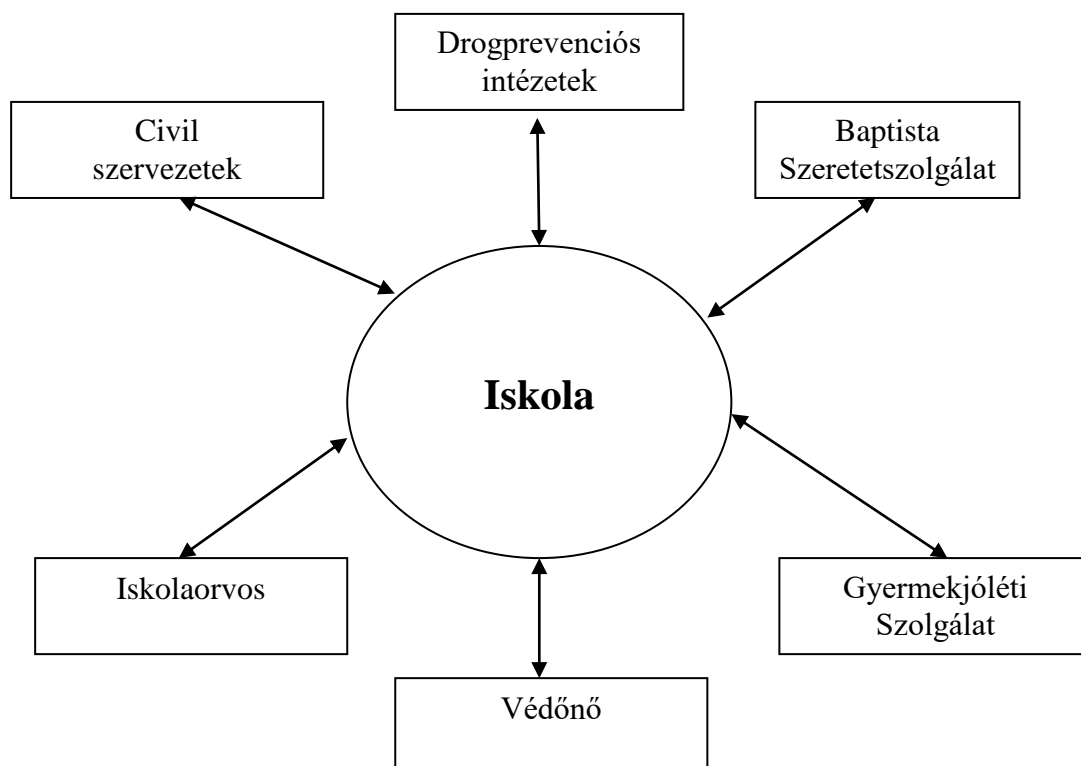 Drogprevenciós
intézetek
Civil
szervezetek
Baptista
Szeretetszolgálat
Iskola
Iskolaorvos
Gyermekjóléti
Szolgálat
Védőnő